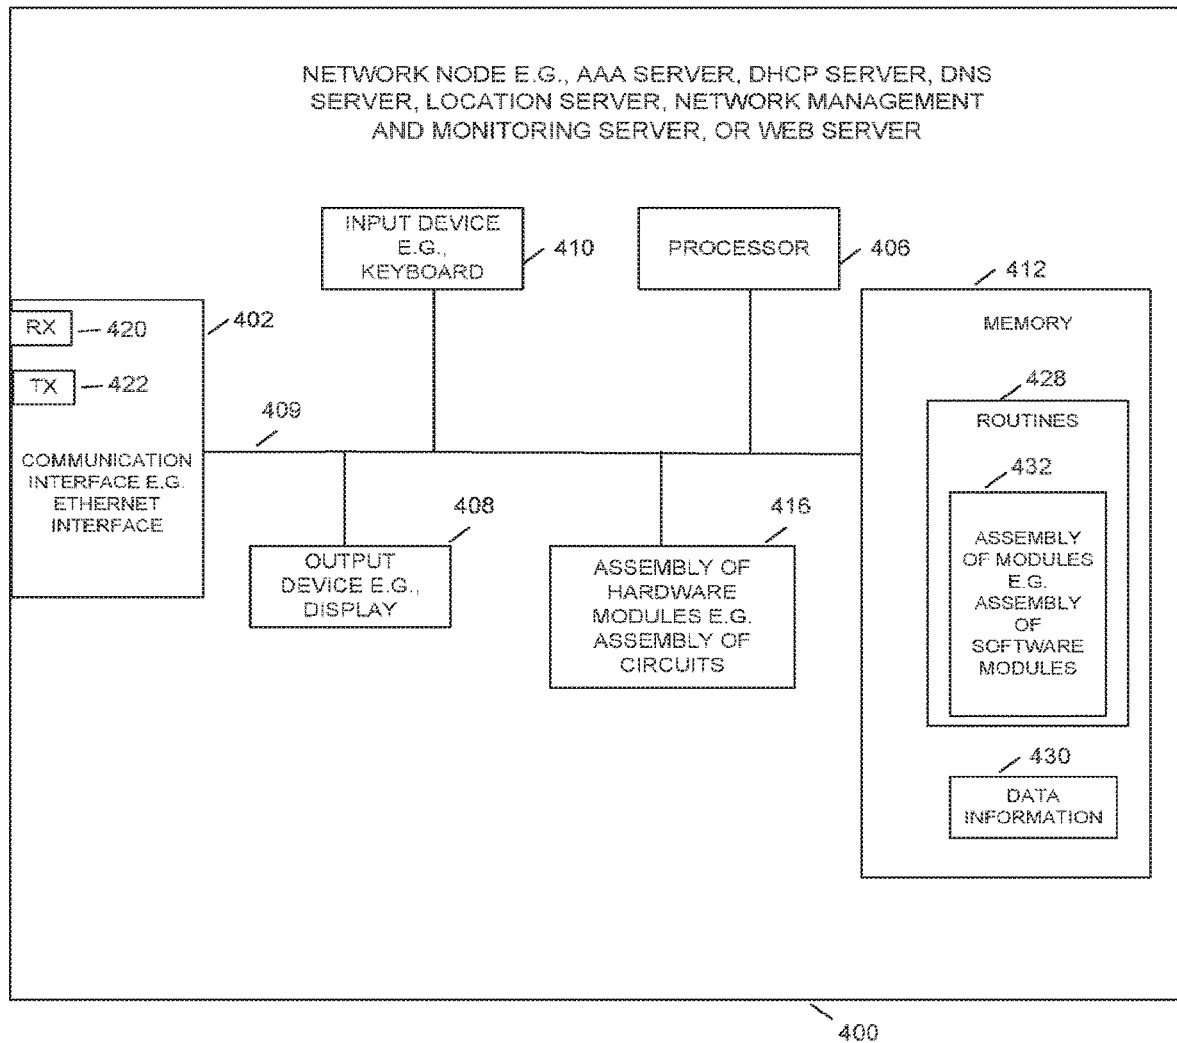 NETWORK NODE E.G., AAA SERVER, DHCP SERVER, DNS
SERVER, LOCATION SERVER, NETWORK MANAGEMENT
AND MONITORING SERVER, OR WEB SERVER
INPUT DEVICE
E.G.,
KEYBOARD
410
PROCESSOR
406
412
MEMORY
RX
420
402
TX
422
428
ROUTINES
409
COMMUNICATION
INTERFACE E.G.
ETHERNET
INTERFACE
432
408
416
OUTPUT
DEVICE E.G.,
DISPLAY
ASSEMBLY OF
HARDWARE
MODULES E.G.
ASSEMBLY OF
CIRCUITS
ASSEMBLY
OF MODULES
E.G.
ASSEMBLY
OF
SOFTWARE
MODULES
430
DATA
INFORMATION
400